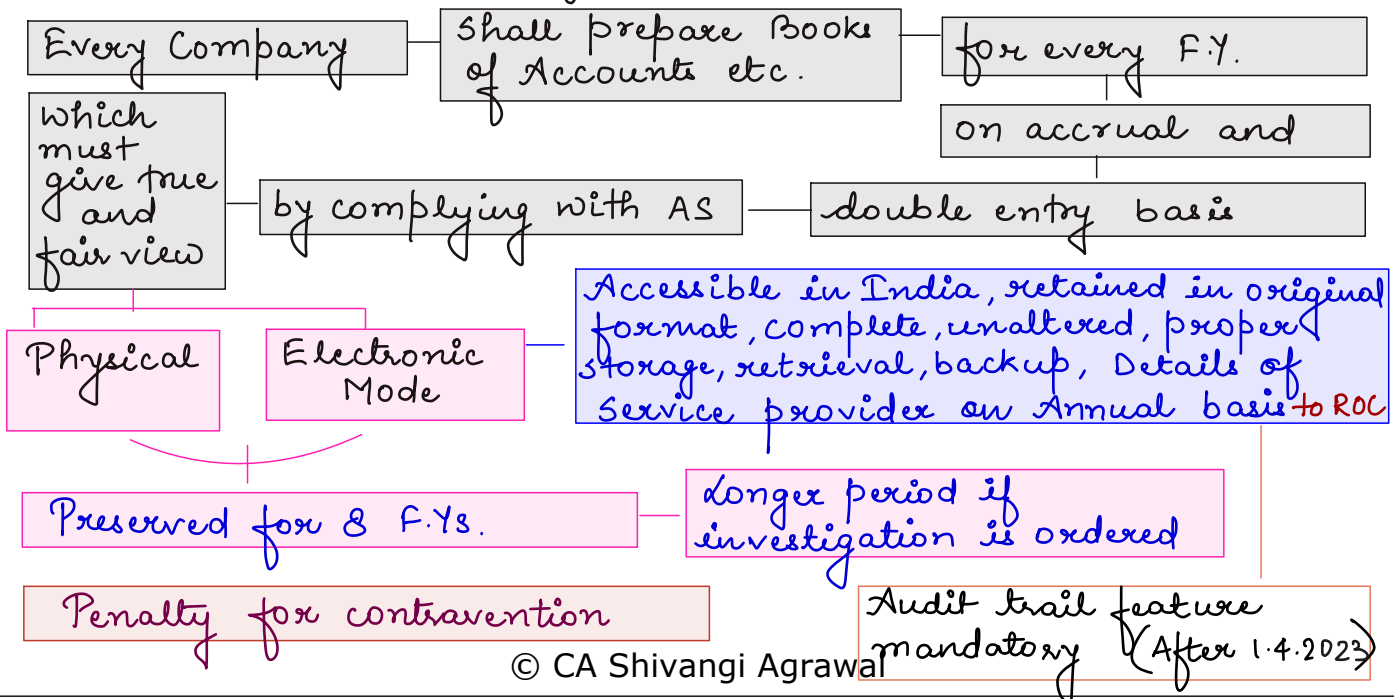 Every Company
Shall prepare Books
of Accounts etc.
for every F.Y.
on accrual and
double entry basis
by complying with AS
which
must
give true
and
fair view
Physical
Electronic
Mode
Accessible in India, retained in original
format, complete, unaltered, proper
storage, retrieval, backup, Details of
Service provider on Annual basis to ROC
Preserved for 8 F.Ys.
Longer period if
investigation is ordered
Penalty for contravention
Audit trail feature
mandatory (After 1.4.2023)
© CA Shivangi Agrawal